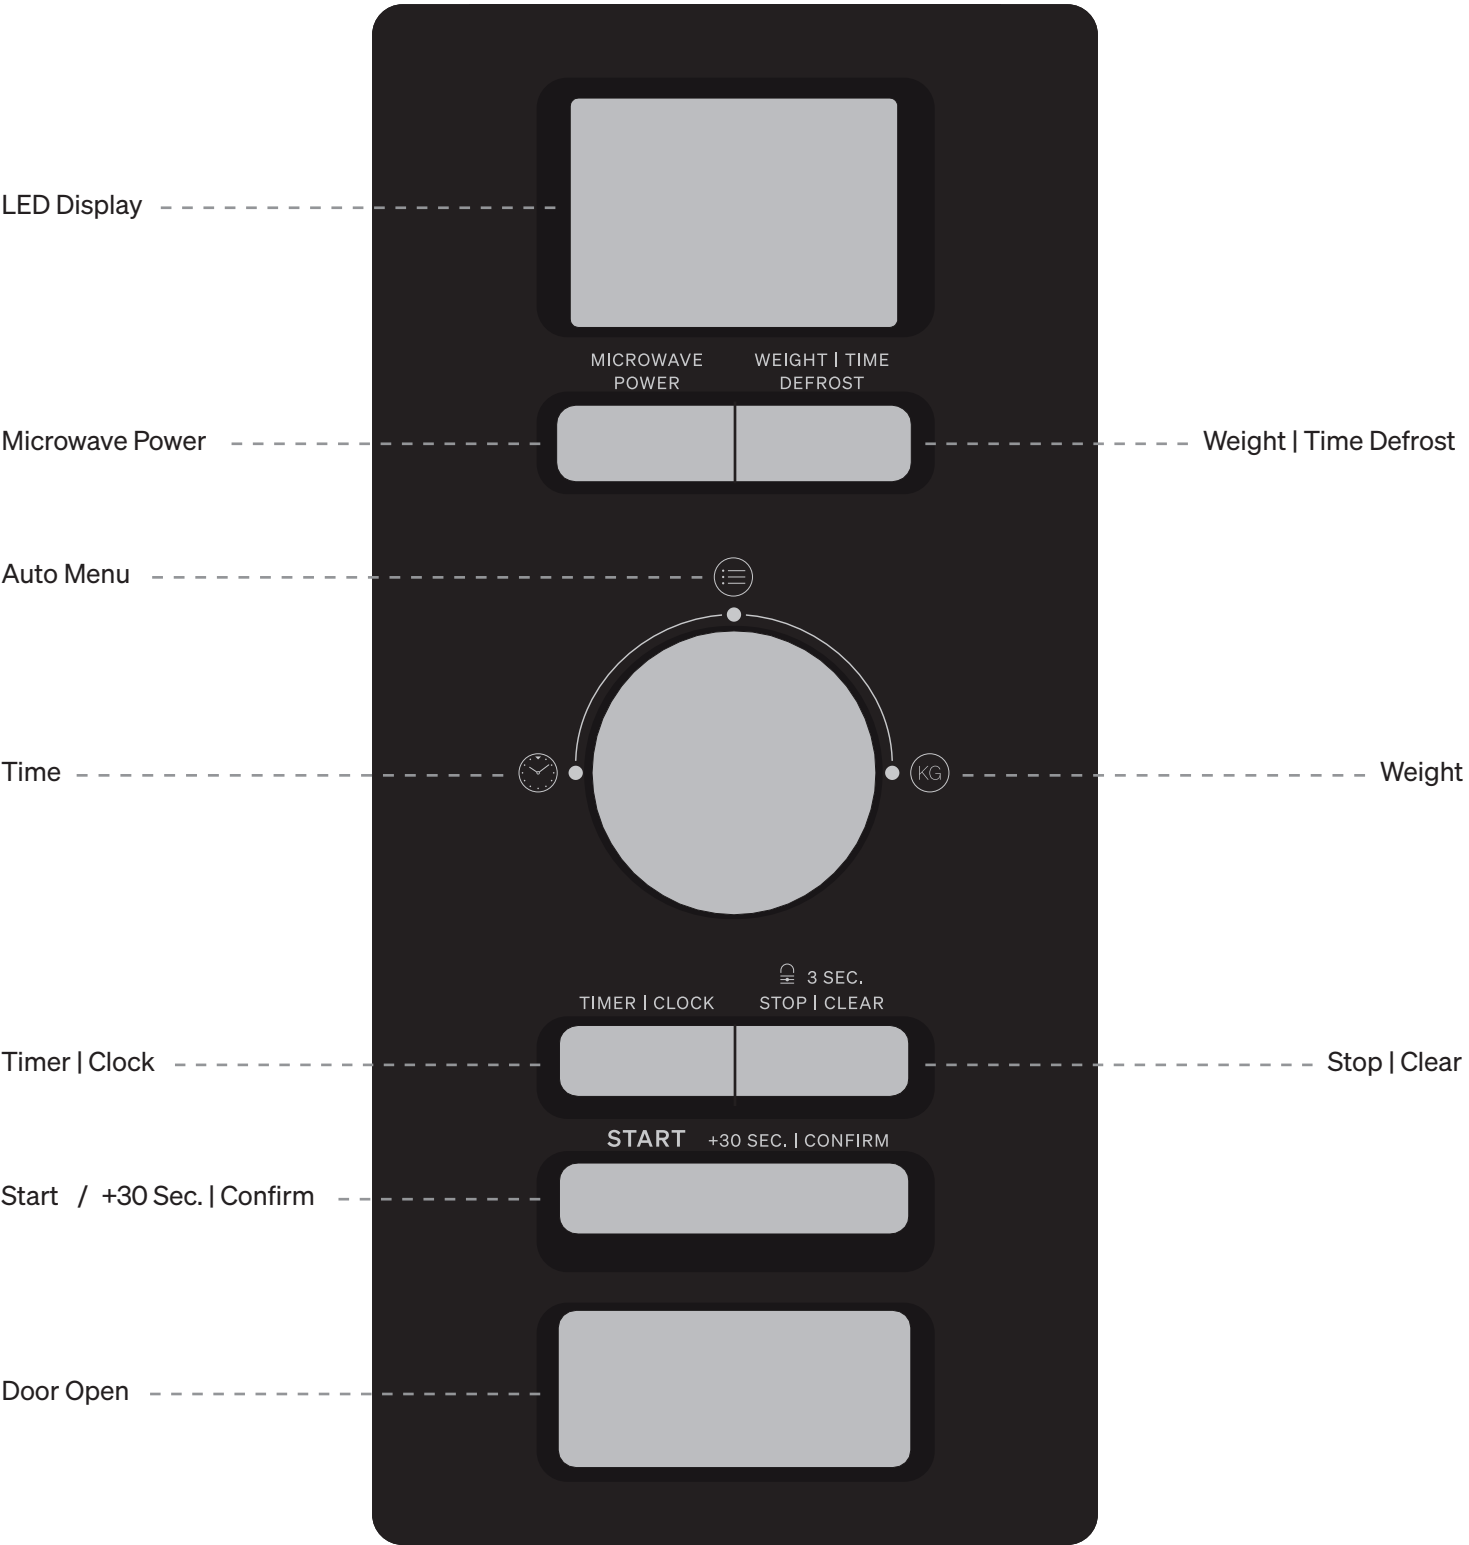 LED Display
MICROWAVE
POWER
WEIGHT | TIME
DEFROST
Microwave Power
Weight | Time Defrost
Auto Menu
Time
KG
Weight
3 SEC.
TIMER | CLOCK
STOP | CLEAR
Timer | Clock
Stop | Clear
START +30 SEC. | CONFIRM
Start / +30 Sec. | Confirm
Door Open